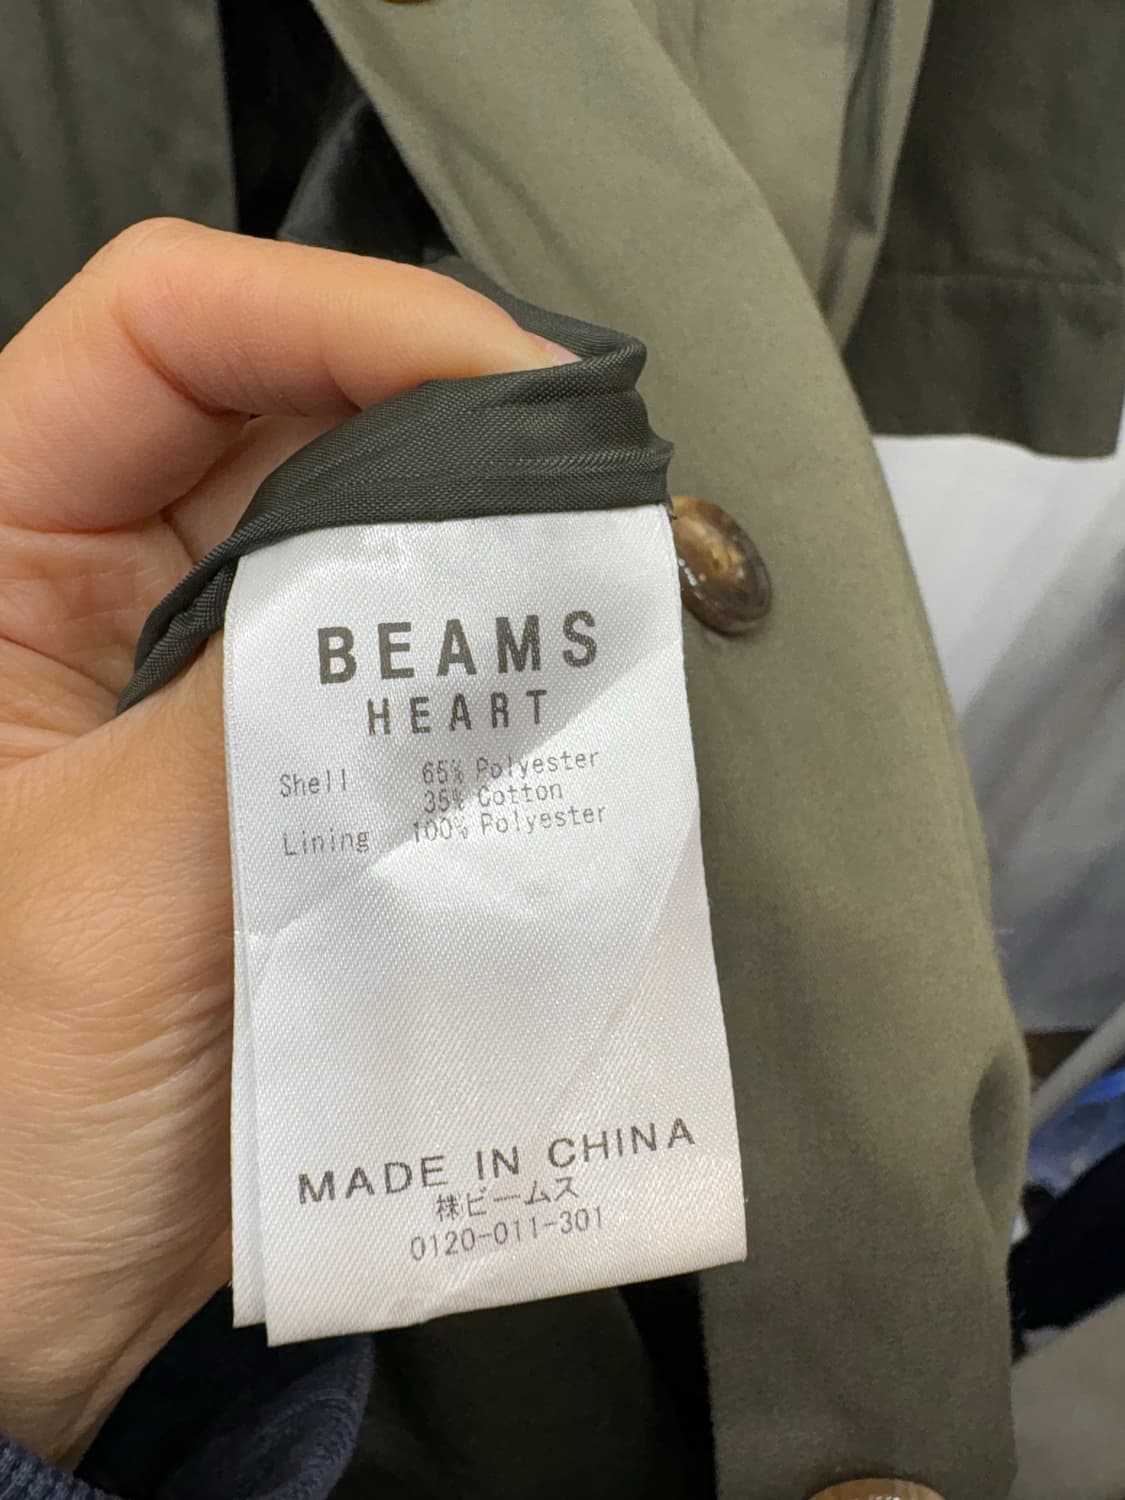 BEAMS
HEART
Shell 65% Polyester
35% Cotton
Lining 100% Polyester
MADE IN CHINA
㈱ビームス
0120-011-301